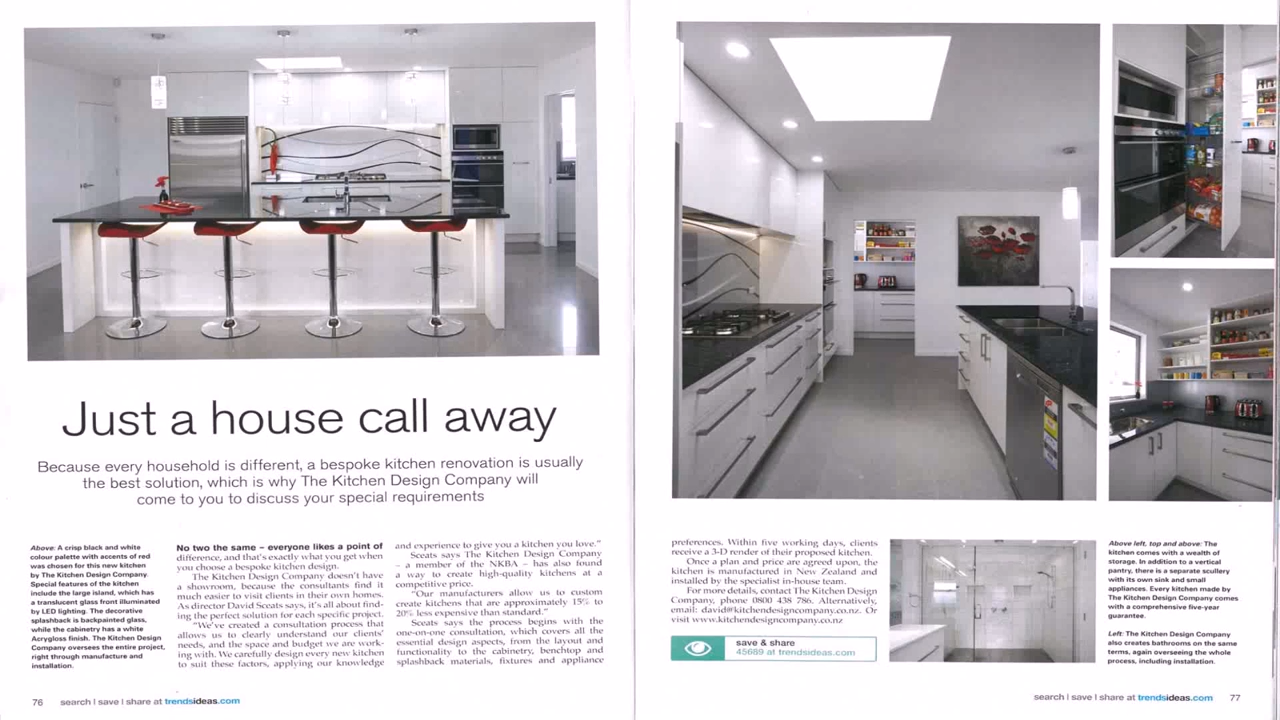 Just a house call away
Because every household is different, a bespoke kitchen renovation is usually
the best solution, which is why The Kitchen Design Company will
come to you to discuss your special requirements
Above: A crisp black and white
colour palette with accents of red
was chosen for this new kitchen
by The Kitchen Design Company.
Special features of the kitchen
include the large island, which has
a translucent glass front illuminated
by LED lighting. The decorative
splashback is backpainted glass,
while the cabinetry has a white
Acrygloss finish. The Kitchen Design
Company oversees the entire project,
right through manufacture and
installation.
No two the same – everyone likes a point of
difference, and that's exactly what you get when
you choose a bespoke kitchen design.
The Kitchen Design Company doesn't have
a showroom, because the consultants find it
much easier to visit clients in their own homes.
As director David Sceats says, it's all about find-
ing the perfect solution for each specific project.
"We've created a consultation process that
allows us to clearly understand our clients'
needs, and the space and budget we are work-
ing with. We carefully design every new kitchen
to suit these factors, applying our knowledge
and experience to give you a kitchen you love."
Sceats says The Kitchen Design Company
– a member of the NKBA – has also found
a way to create high-quality kitchens at a
competitive price.
"Our manufacturers allow us to custom
create kitchens that are approximately 15% to
20% less expensive than standard."
Sceats says the process begins with the
one-on-one consultation, which covers all the
essential design aspects, from the layout and
functionality to the cabinetry, benchtop and
splashback materials, fixtures and appliance
preferences. Within five working days, clients
receive a 3-D render of their proposed kitchen.
Once a plan and price are agreed upon, the
kitchen is manufactured in New Zealand and
installed by the specialist in-house team.
For more details, contact The Kitchen Design
Company, phone 0800 438 786. Alternatively,
email: david@kitchendesigncompany.co.nz. Or
visit www.kitchendesigncompany.co.nz
save & share
45689 at trendsideas.com
Above left, top and above: The
kitchen comes with a wealth of
storage. In addition to a vertical
pantry, there is a separate scullery
with its own sink and small
appliances. Every kitchen made by
The Kitchen Design Company comes
with a comprehensive five-year
guarantee.
Left: The Kitchen Design Company
also creates bathrooms on the same
terms, again overseeing the whole
process, including installation.
76 search | save | share at trendsideas.com
search | save | share at trendsideas.com 77